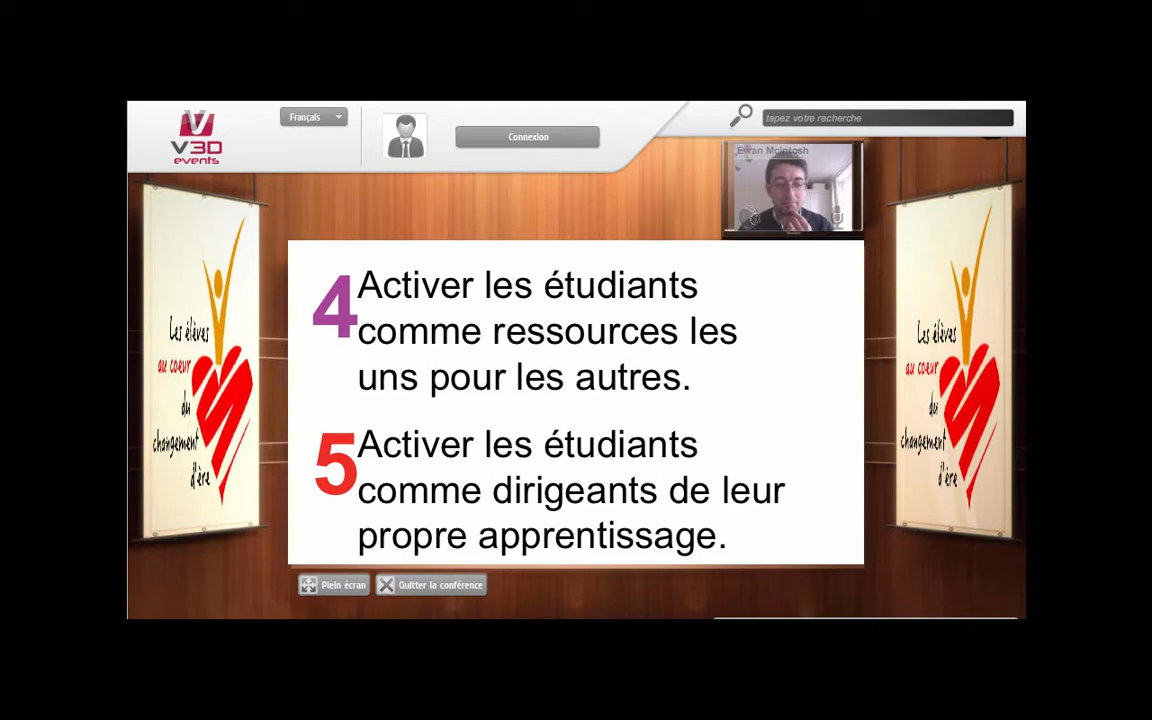 V3D
events
Français
Connexion
tapez votre recherche
Ewan McIntosh
Les élèves
au coeur
du
changement
d'ère
4 Activer les étudiants
comme ressources les
uns pour les autres.
5 Activer les étudiants
comme dirigeants de leur
propre apprentissage.
Les élèves
au coeur
du
changement
d'ère
Plein écran
Quitter la conférence